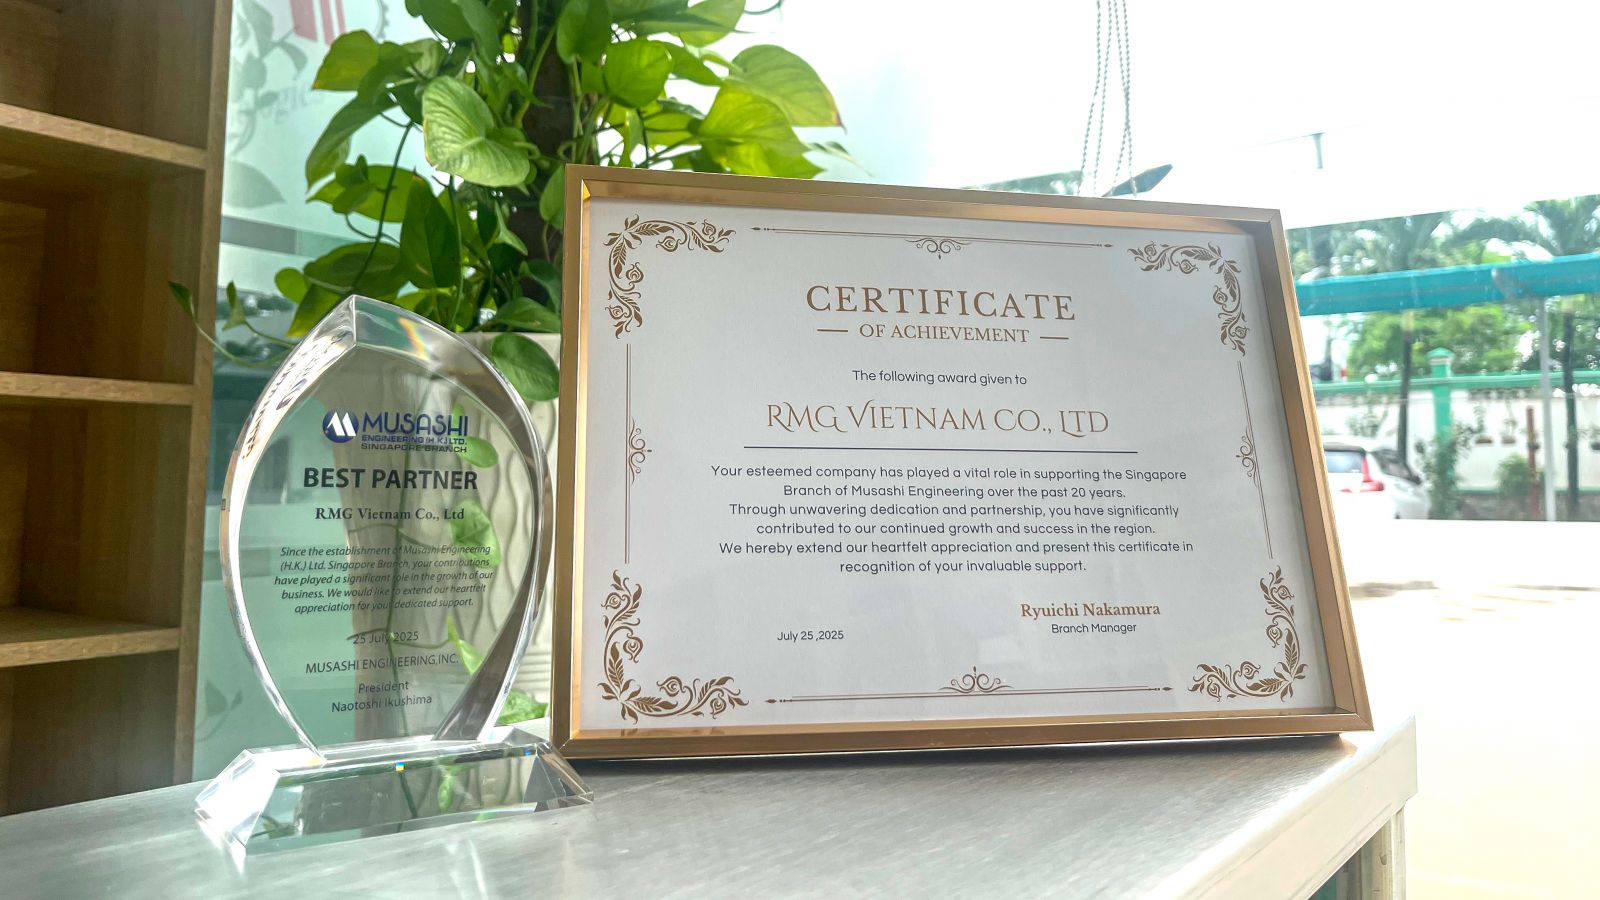 MUSASHI
ENGINEERING (H.K.) LTD.
SINGAPORE BRANCH
BEST PARTNER
RMG Vietnam Co., Ltd
Since the establishment of Musashi Engineering
(H.K.) Ltd. Singapore Branch, your contributions
have played a significant role in the growth of our
business. We would like to extend our heartfelt
appreciation for your dedicated support.
25 July 2025
MUSASHI ENGINEERING,INC.
President
Naotoshi Ikushima
CERTIFICATE
OF ACHIEVEMENT
The following award given to
RMG VIETNAM CO., LTD
Your esteemed company has played a vital role in supporting the Singapore
Branch of Musashi Engineering over the past 20 years.
Through unwavering dedication and partnership, you have significantly
contributed to our continued growth and success in the region.
We hereby extend our heartfelt appreciation and present this certificate in
recognition of your invaluable support.
Ryuichi Nakamura
Branch Manager
July 25 ,2025